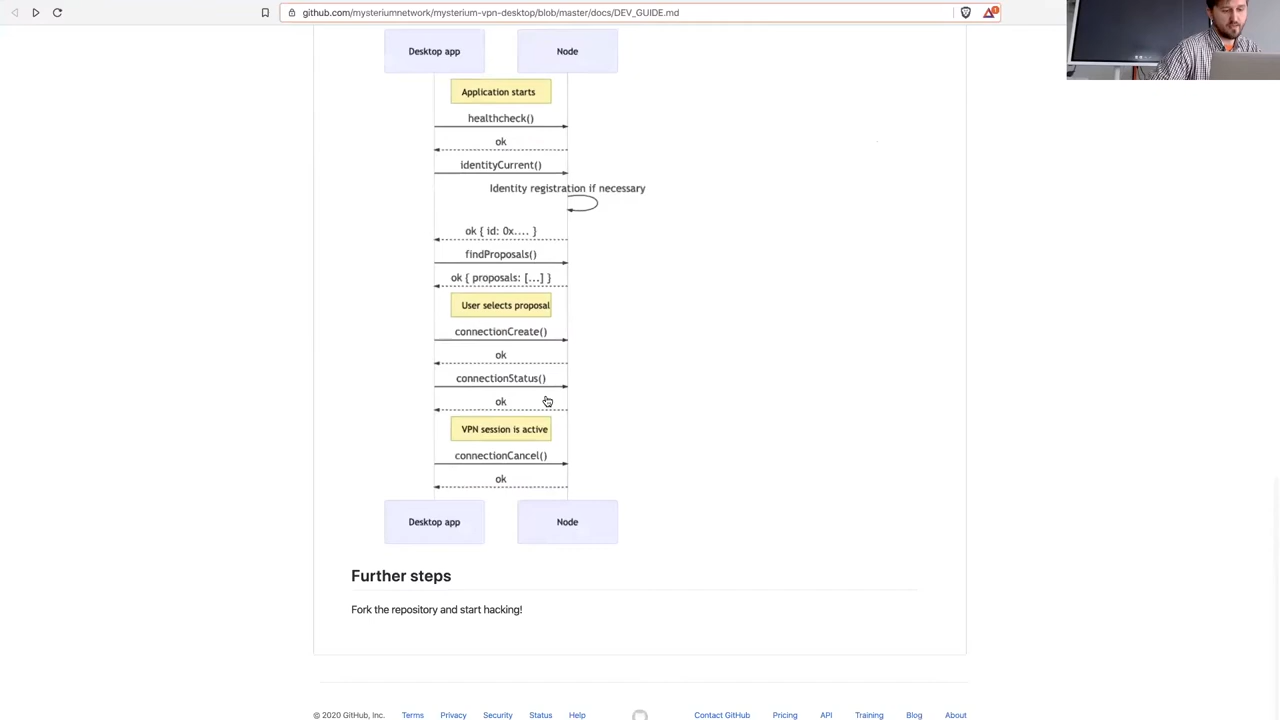 github.com/mysteriumnetwork/mysterium-vpn-desktop/blob/master/docs/DEV_GUIDE.md
1
Desktop app Node
Application starts
healthcheck()
ok
identityCurrent()
Identity registration if necessary
ok { id: 0x.... }
findProposals()
ok { proposals: [...] }
User selects proposal
connectionCreate()
ok
connectionStatus()
ok
VPN session is active
connectionCancel()
ok
Desktop app Node
Further steps
Fork the repository and start hacking!
© 2020 GitHub, Inc. Terms Privacy Security Status Help Contact GitHub Pricing API Training Blog About